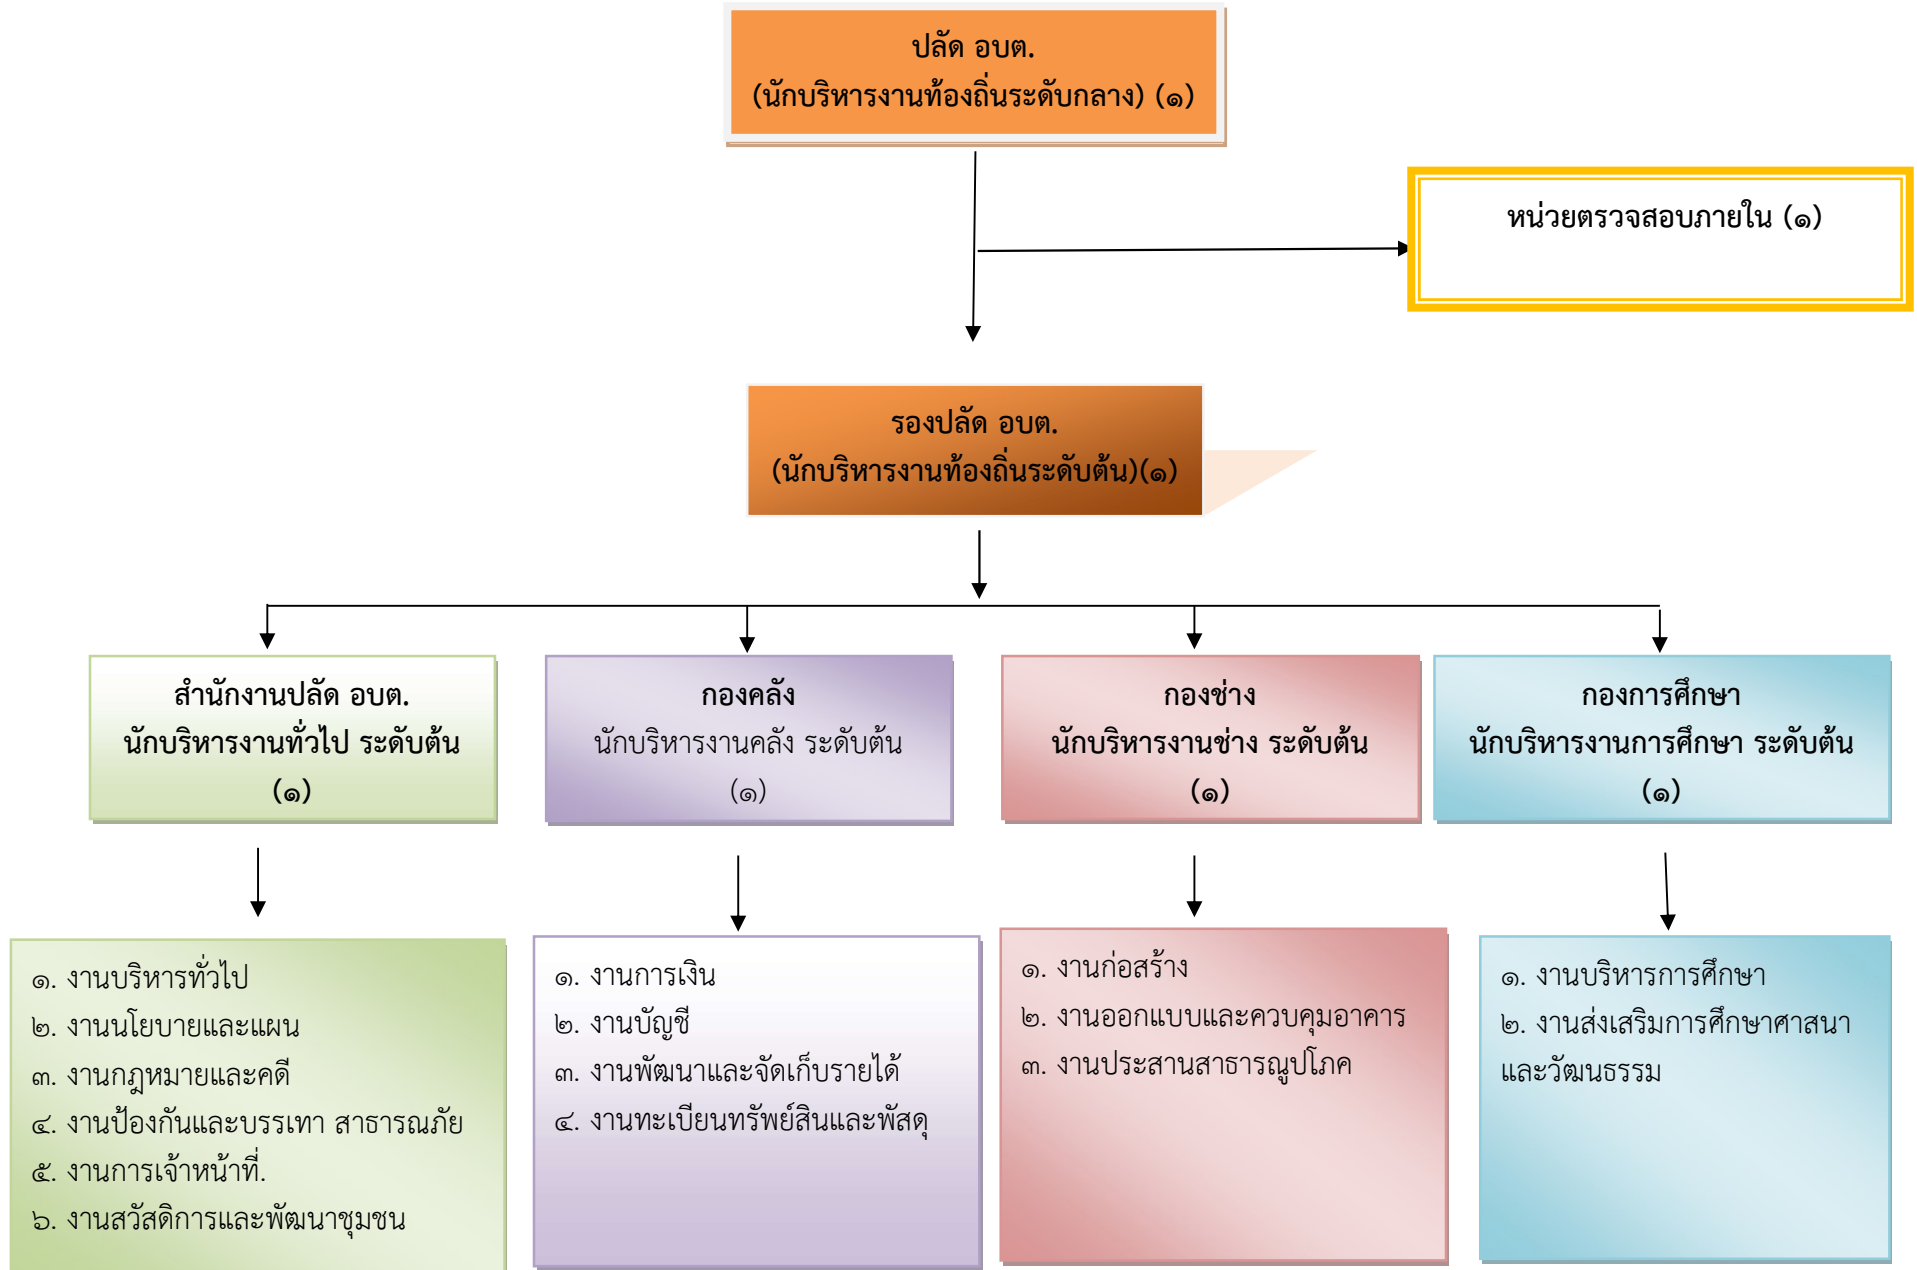 ปลัด อบต.
(นักบริหารงานท้องถิ่นระดับกลาง) (๑)
หน่วยตรวจสอบภายใน (๑)
รองปลัด อบต.
(นักบริหารงานท้องถิ่นระดับต้น)(๑)
สำนักงานปลัด อบต.
นักบริหารงานทั่วไป ระดับต้น
(๑)
กองคลัง
นักบริหารงานคลัง ระดับต้น
(๑)
กองช่าง
นักบริหารงานช่าง ระดับต้น
(๑)
กองการศึกษา
นักบริหารงานการศึกษา ระดับต้น
(๑)
๑. งานบริหารทั่วไป
๒. งานนโยบายและแผน
๓. งานกฎหมายและคดี
๔. งานป้องกันและบรรเทา สาธารณภัย
๕. งานการเจ้าหน้าที่.
๖. งานสวัสดิการและพัฒนาชุมชน
๑. งานการเงิน
๒. งานบัญชี
๓. งานพัฒนาและจัดเก็บรายได้
๔. งานทะเบียนทรัพย์สินและพัสดุ
๑. งานก่อสร้าง
๒. งานออกแบบและควบคุมอาคาร
๓. งานประสานสาธารณูปโภค
๑. งานบริหารการศึกษา
๒. งานส่งเสริมการศึกษาศาสนา
และวัฒนธรรม